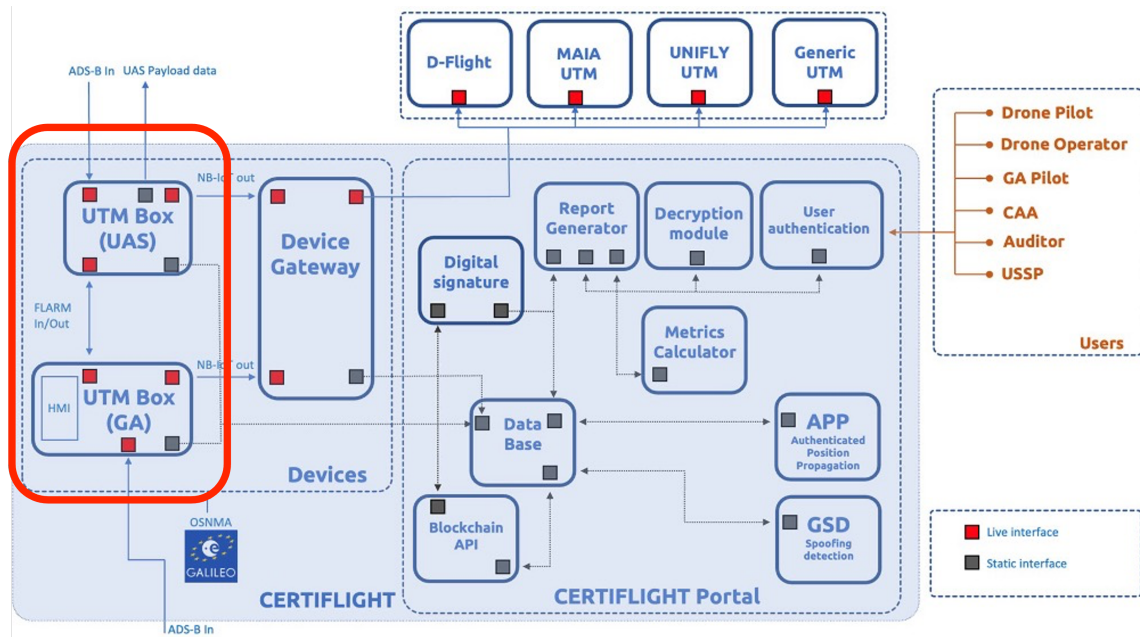 D-Flight
MAIA
UTM
UNIFLY
UTM
Generic
UTM
ADS-B In
UAS Payload data
Drone Pilot
Drone Operator
GA Pilot
CAA
Auditor
USSP
Users
NB-IoT out
UTM Box
(UAS)
Device
Gateway
Report
Generator
Decryption
module
User
authentication
Digital
signature
FLARM
In/Out
NB-IoT out
Metrics
Calculator
HMI
UTM Box
(GA)
Data
Base
APP
Authenticated
Position
Propagation
Devices
OSNMA
GALILEO
Blockchain
API
GSD
Spoofing
detection
Live interface
Static interface
CERTIFLIGHT
CERTIFLIGHT Portal
ADS-B In